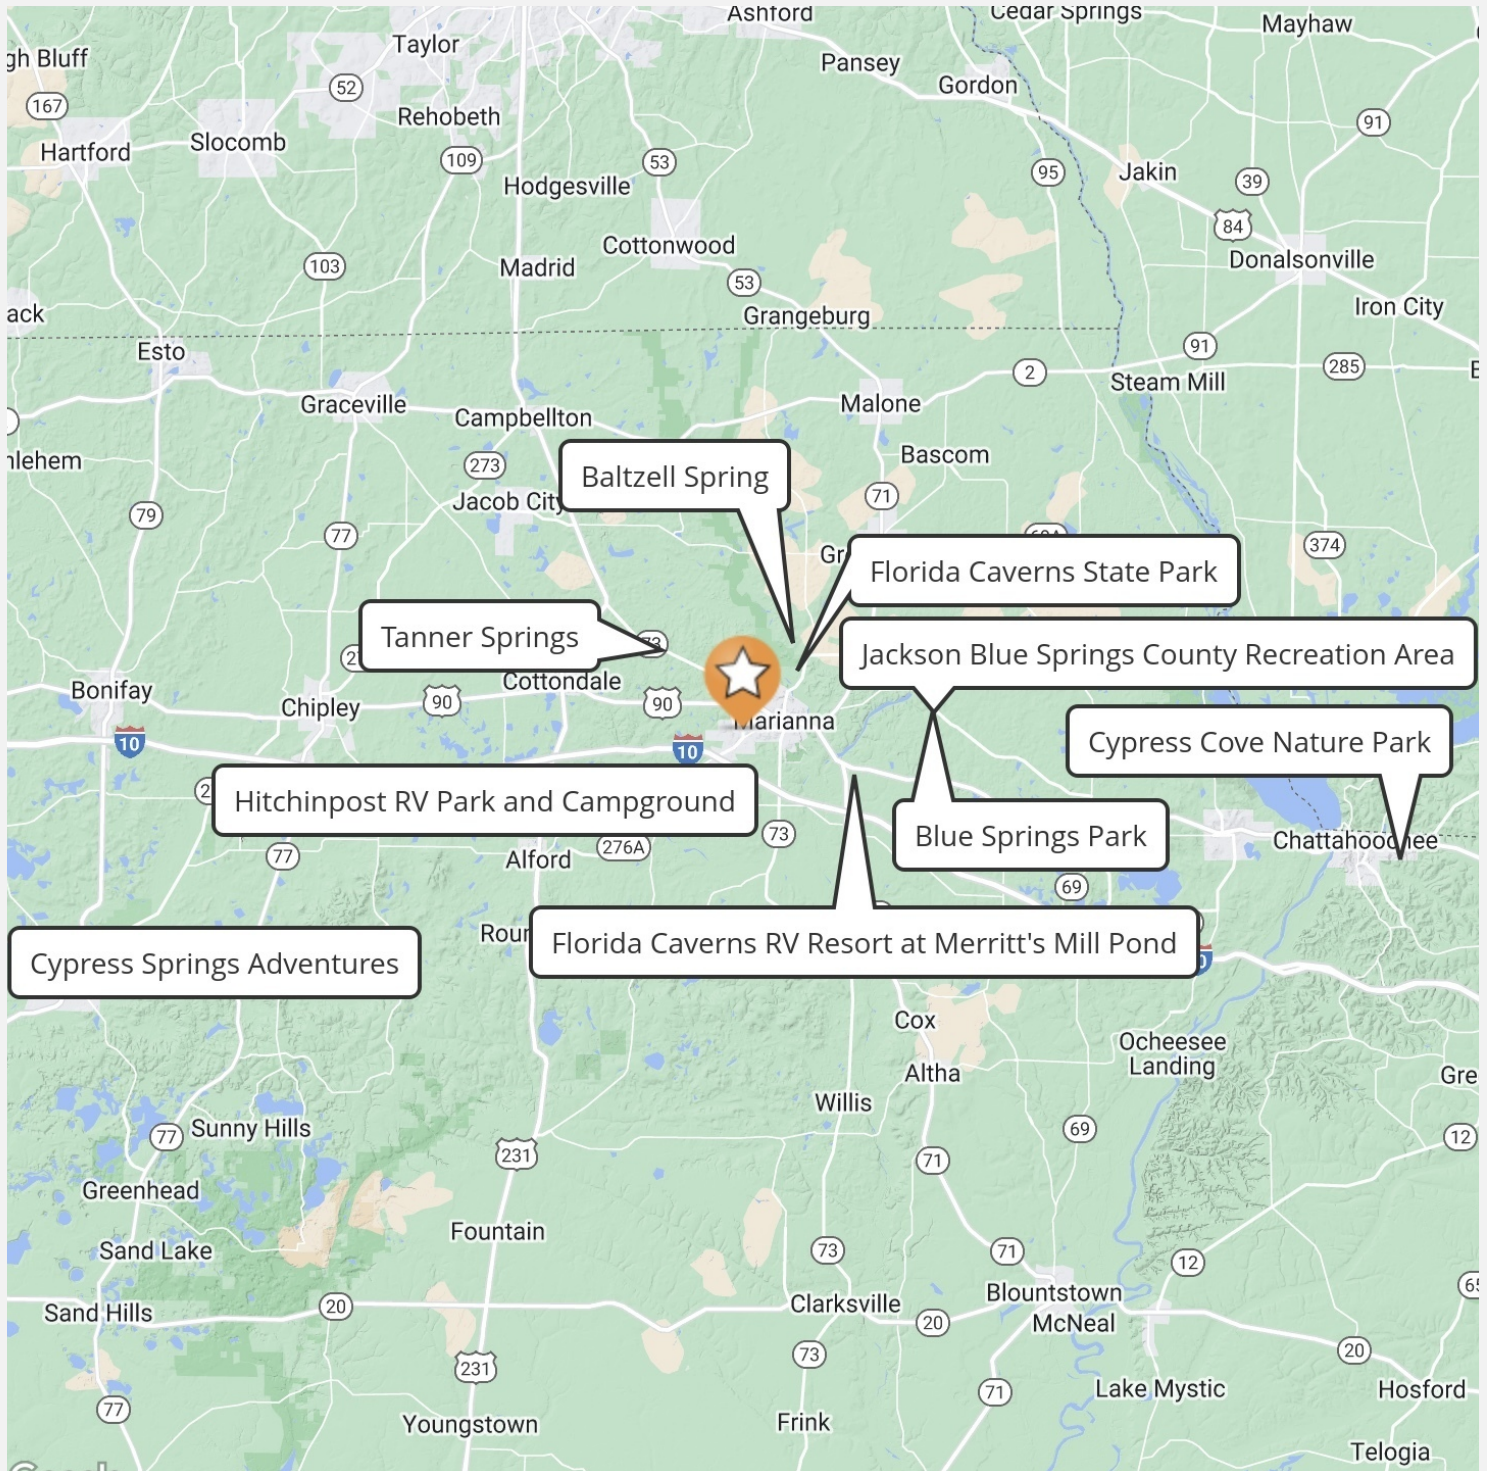 Ashford
Cedar Springs
Mayhaw
Taylor
gh Bluff
Pansey
Gordon
52
167
Rehobeth
91
Slocomb
Hartford
109
53
95
Jakin
39
Hodgesville
84
Cottonwood
Donalsonville
103
Madrid
53
Iron City
ack
Grangeburg
Esto
91
2
285
Steam Mill
Graceville
Campbellton
Malone
hlehem
Bascom
273
Baltzell Spring
Jacob City
71
79
77
Gr
374
Florida Caverns State Park
Tanner Springs
73
Jackson Blue Springs County Recreation Area
2
Cottondale
Bonifay
Chipley
90
90
Marianna
10
10
Cypress Cove Nature Park
2
Hitchinpost RV Park and Campground
73
Blue Springs Park
Chattahoochee
77
Alford
276A
69
Roun
Florida Caverns RV Resort at Merritt's Mill Pond
Cypress Springs Adventures
Cox
Ocheesee
Landing
Altha
Gre
Willis
77
Sunny Hills
69
12
231
71
Greenhead
Fountain
Sand Lake
73
71
12
65
Sand Hills
20
Clarksville
Blountstown
McNeal
20
73
20
231
71
Lake Mystic
Hosford
77
Youngstown
Frink
Telogia